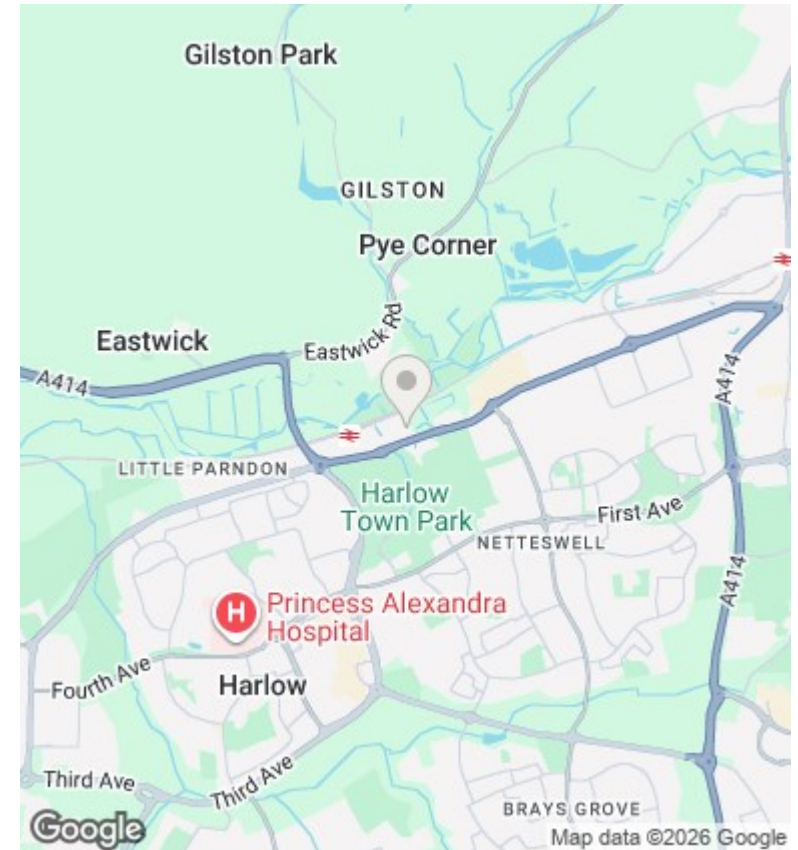 Gilston Park
GILSTON
Pye Corner
Eastwick
Eastwick Rd
A414
A414
LITTLE PARNDON
Harlow
Town Park
First Ave
NETTESWELL
A414
H
Princess Alexandra
Hospital
Fourth Ave
Harlow
Third Ave
Third Ave
BRAYS GROVE
Google
Map data ©2026 Google